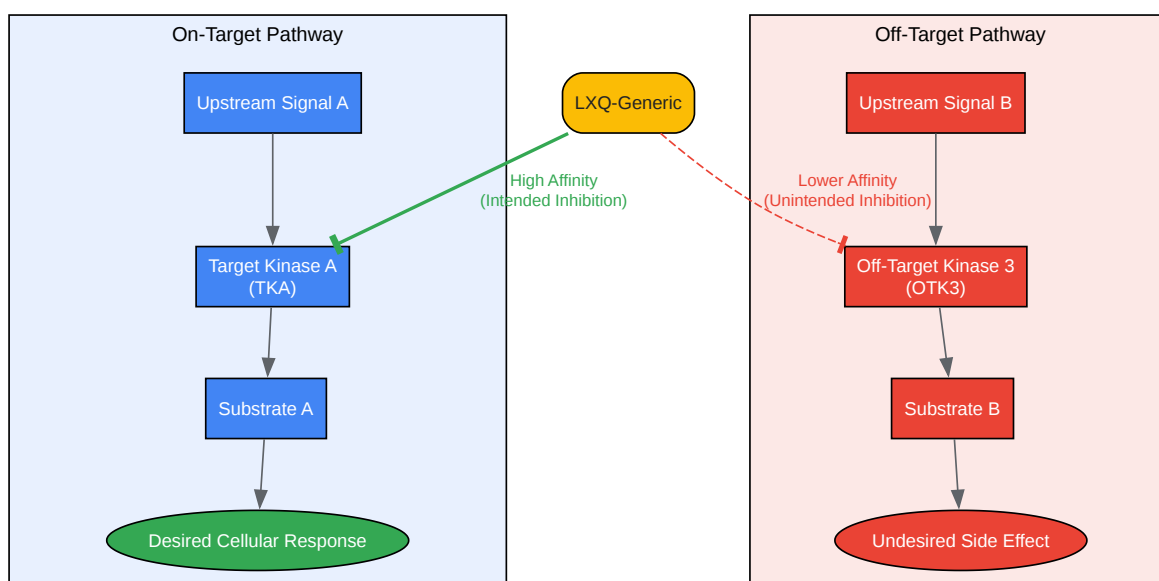 On-Target Pathway
Off-Target Pathway
Upstream Signal A
LXQ-Generic
Upstream Signal B
High Affinity
(Intended Inhibition)
Lower Affinity
(Unintended Inhibition)
Target Kinase A
(TKA)
Off-Target Kinase 3
(OTK3)
Substrate A
Substrate B
Desired Cellular Response
Undesired Side Effect